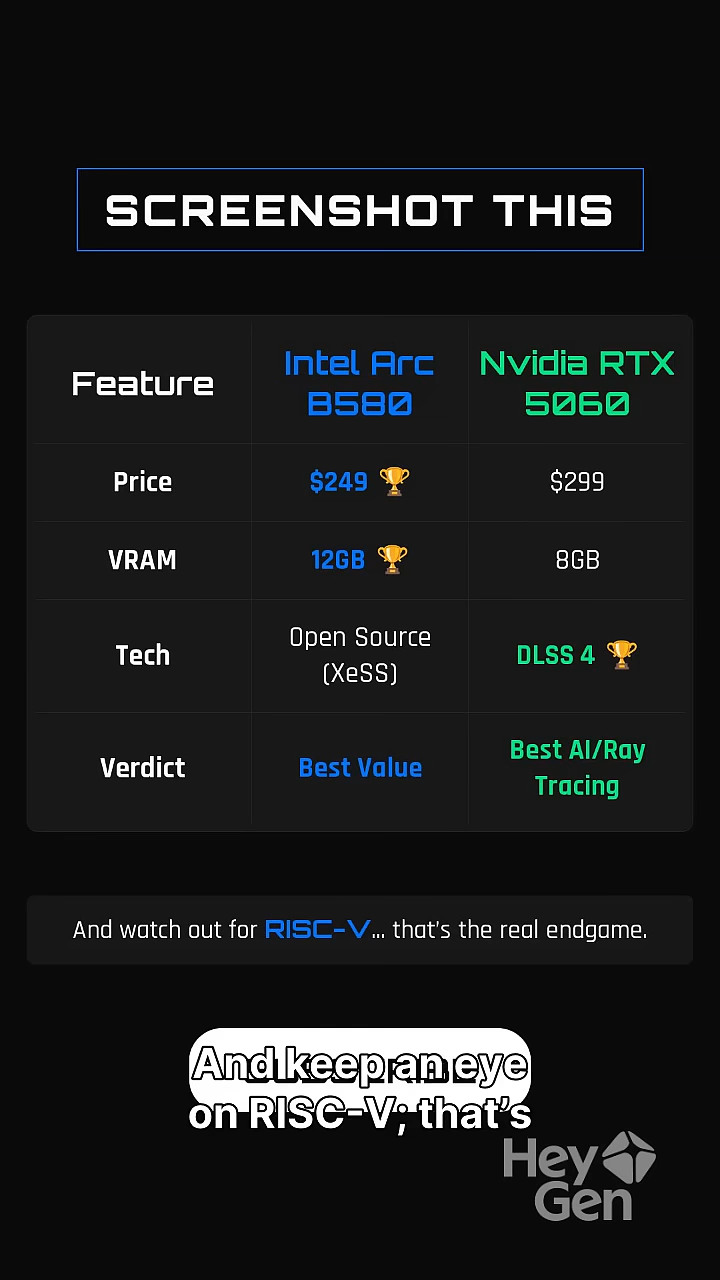 SCREENSHOT THIS
Feature
Intel Arc
B580
Nvidia RTX
5060
Price
$249 🏆
$299
VRAM
12GB 🏆
8GB
Tech
Open Source
(XeSS)
DLSS 4 🏆
Verdict
Best Value
Best AI/Ray
Tracing
And watch out for RISC-V... that's the real endgame.
And keep an eye
on RISC-V; that's
Hey
Gen